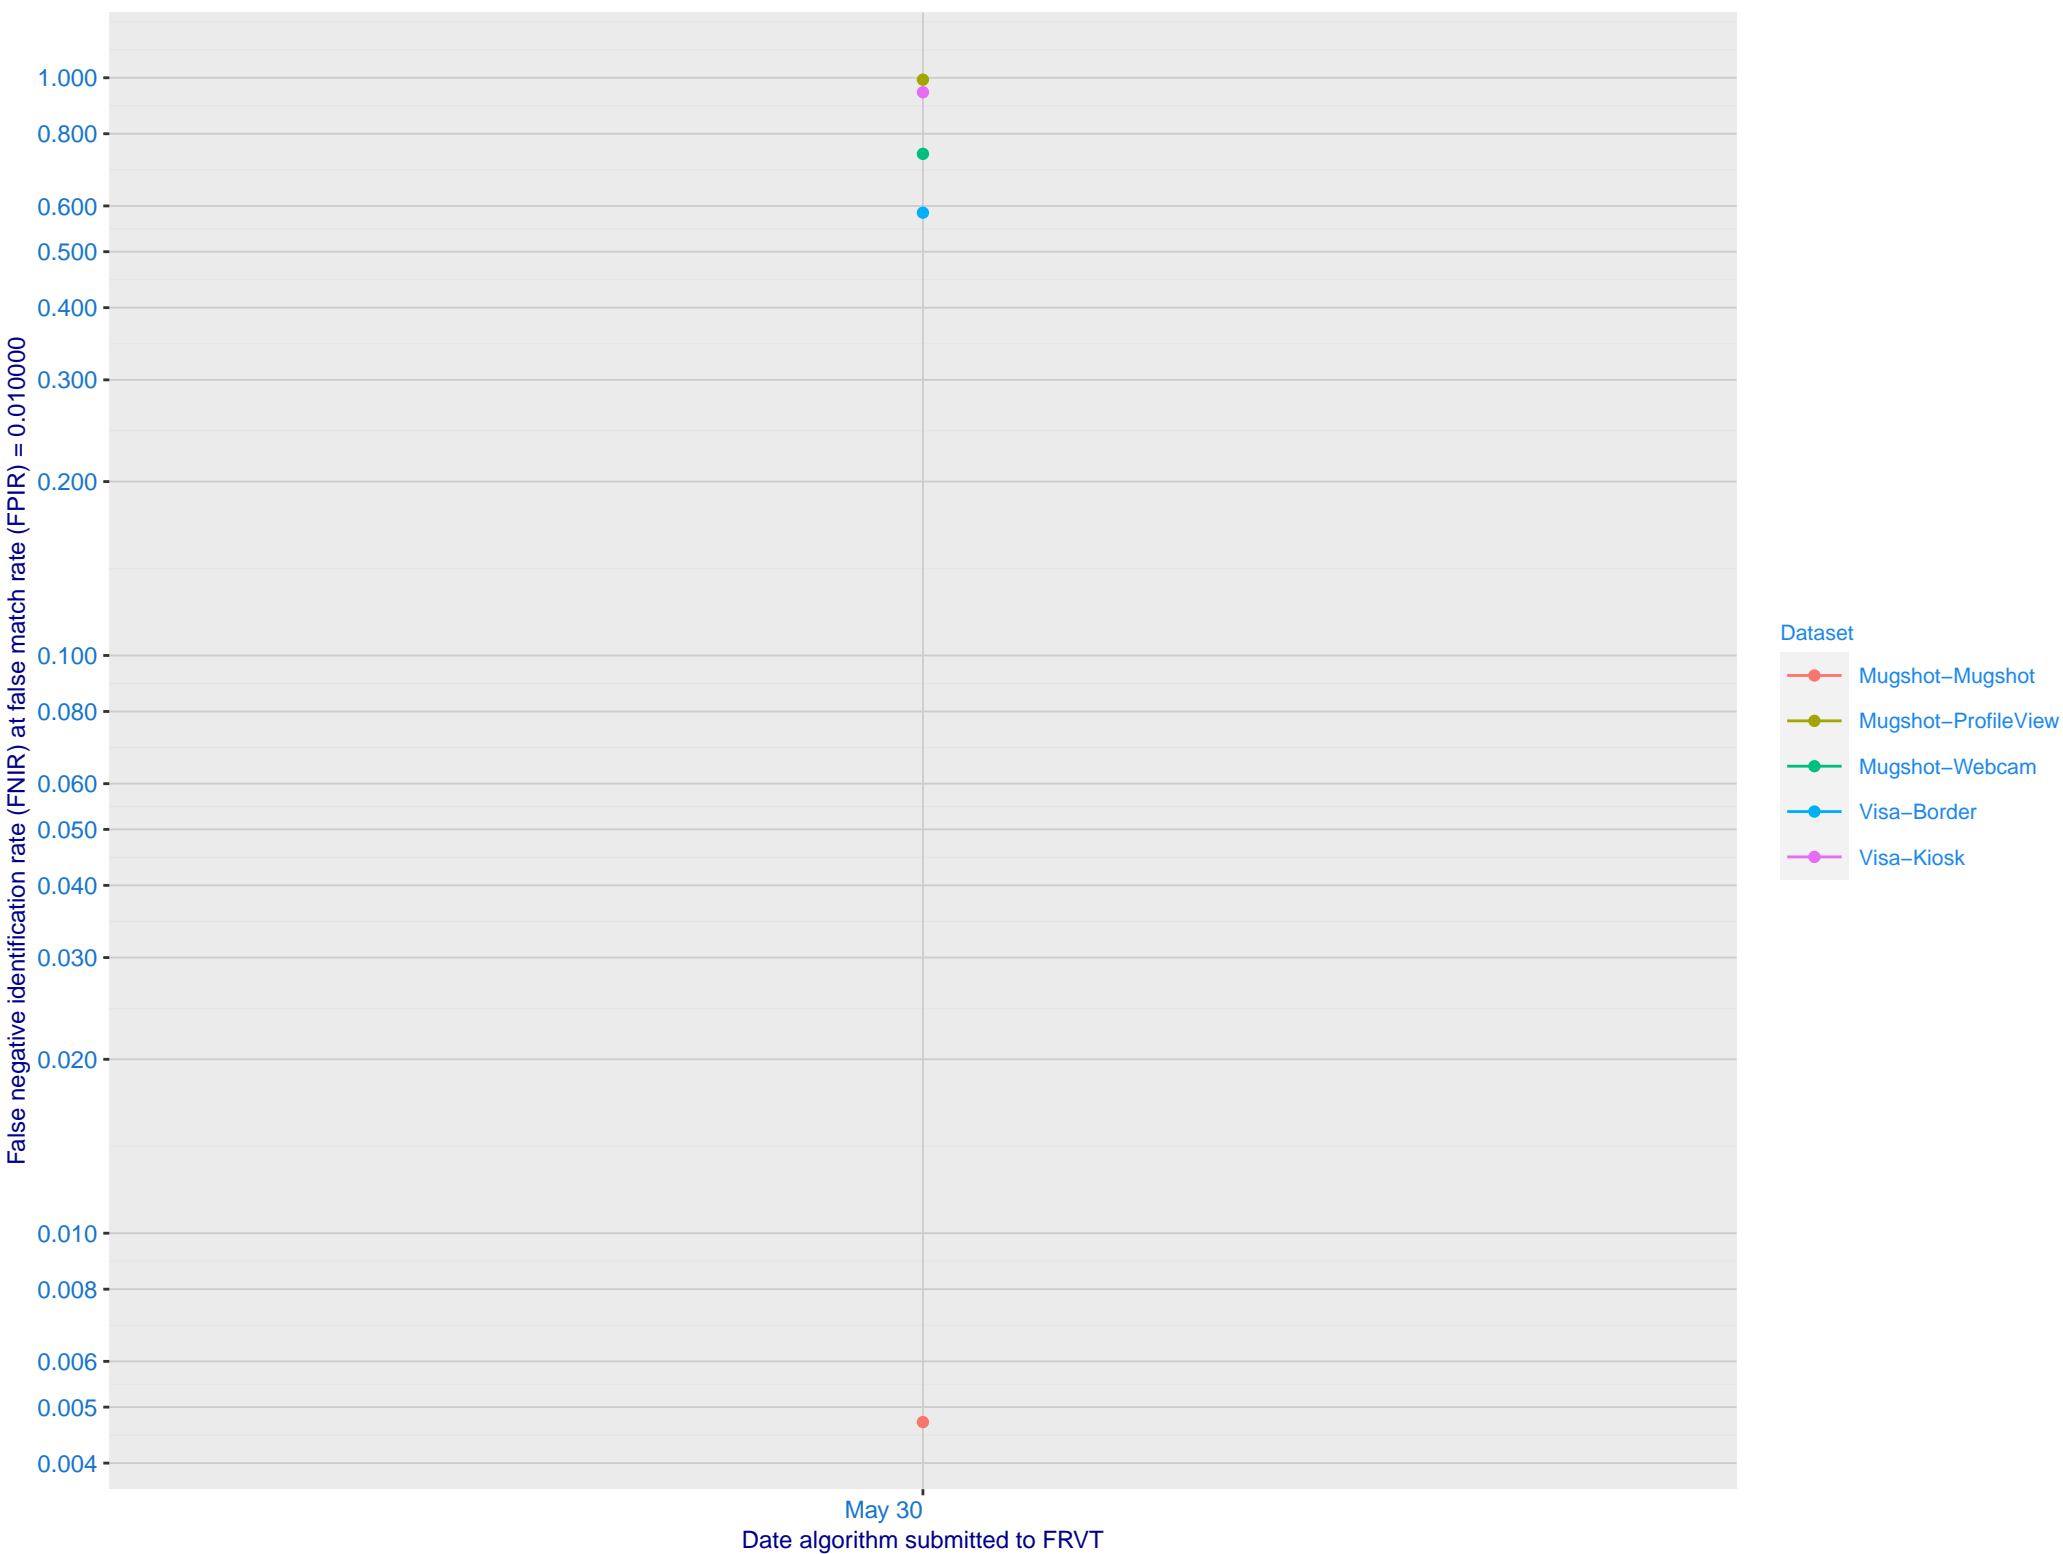 False negative identification rate (FNIR) at false match rate (FPIR) = 0.010000
1.000
0.800
0.600
0.500
0.400
0.300
0.200
0.100
0.080
0.060
0.050
0.040
0.030
0.020
0.010
0.008
0.006
0.005
0.004
May 30
Date algorithm submitted to FRVT
Dataset
Mugshot−Mugshot
Mugshot−ProfileView
Mugshot−Webcam
Visa−Border
Visa−Kiosk